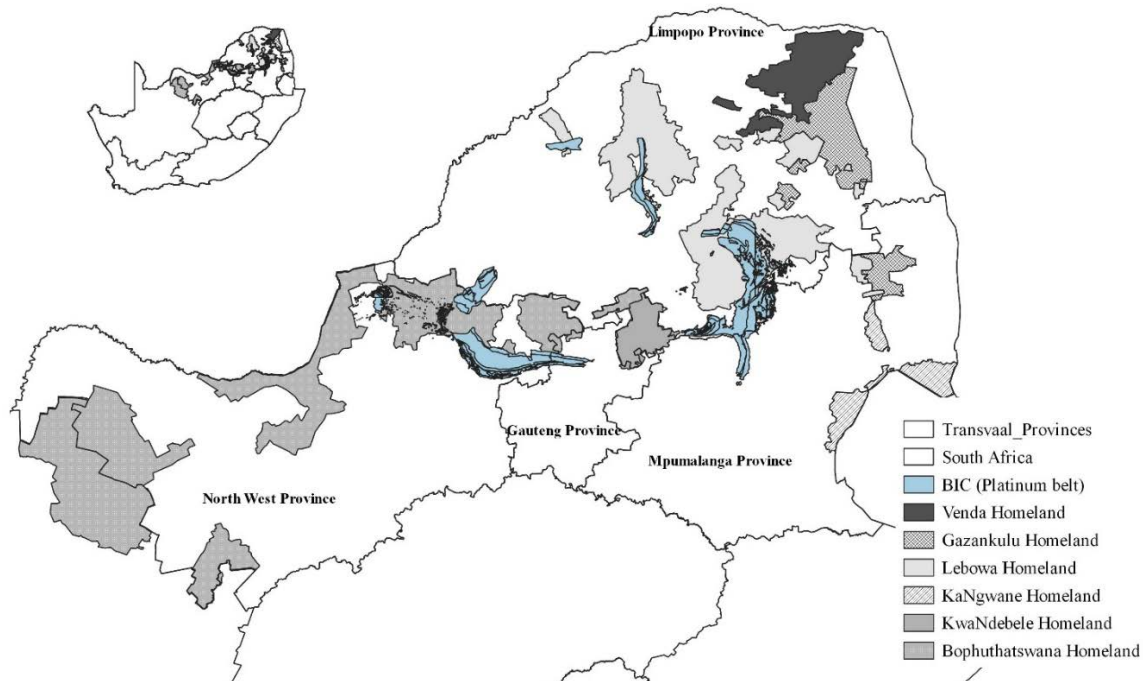 Limpopo Province
Gauteng Province
Mpumalanga Province
North West Province
Transvaal_Provinces
South Africa
BIC (Platinum belt)
Venda Homeland
Gazankulu Homeland
Lebowa Homeland
KaNgwane Homeland
KwaNdebele Homeland
Bophuthatswana Homeland